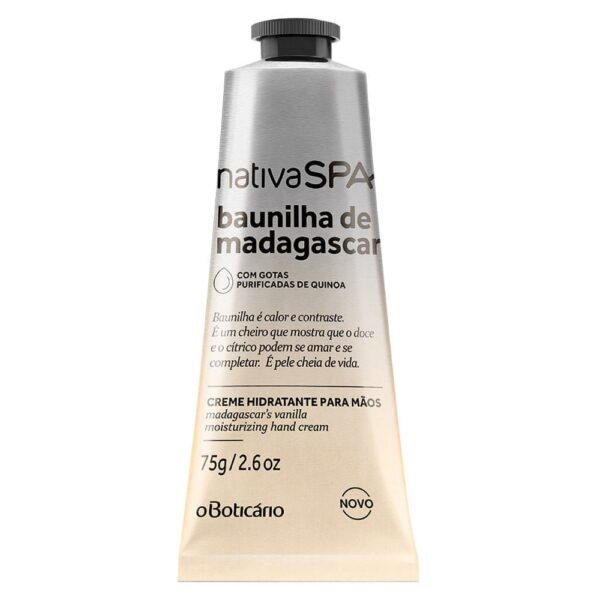 nativaSPA
baunilha de
madagascar
COM GOTAS
PURIFICADAS DE QUINOA
Baunilha é calor e contraste.
É um cheiro que mostra que o doce
e o cítrico podem se amar e se
completar. É pele cheia de vida.
CREME HIDRATANTE PARA MÃOS
madagascar's vanilla
moisturizing hand cream
75g/2.6 oz
oBoticário
NOVO